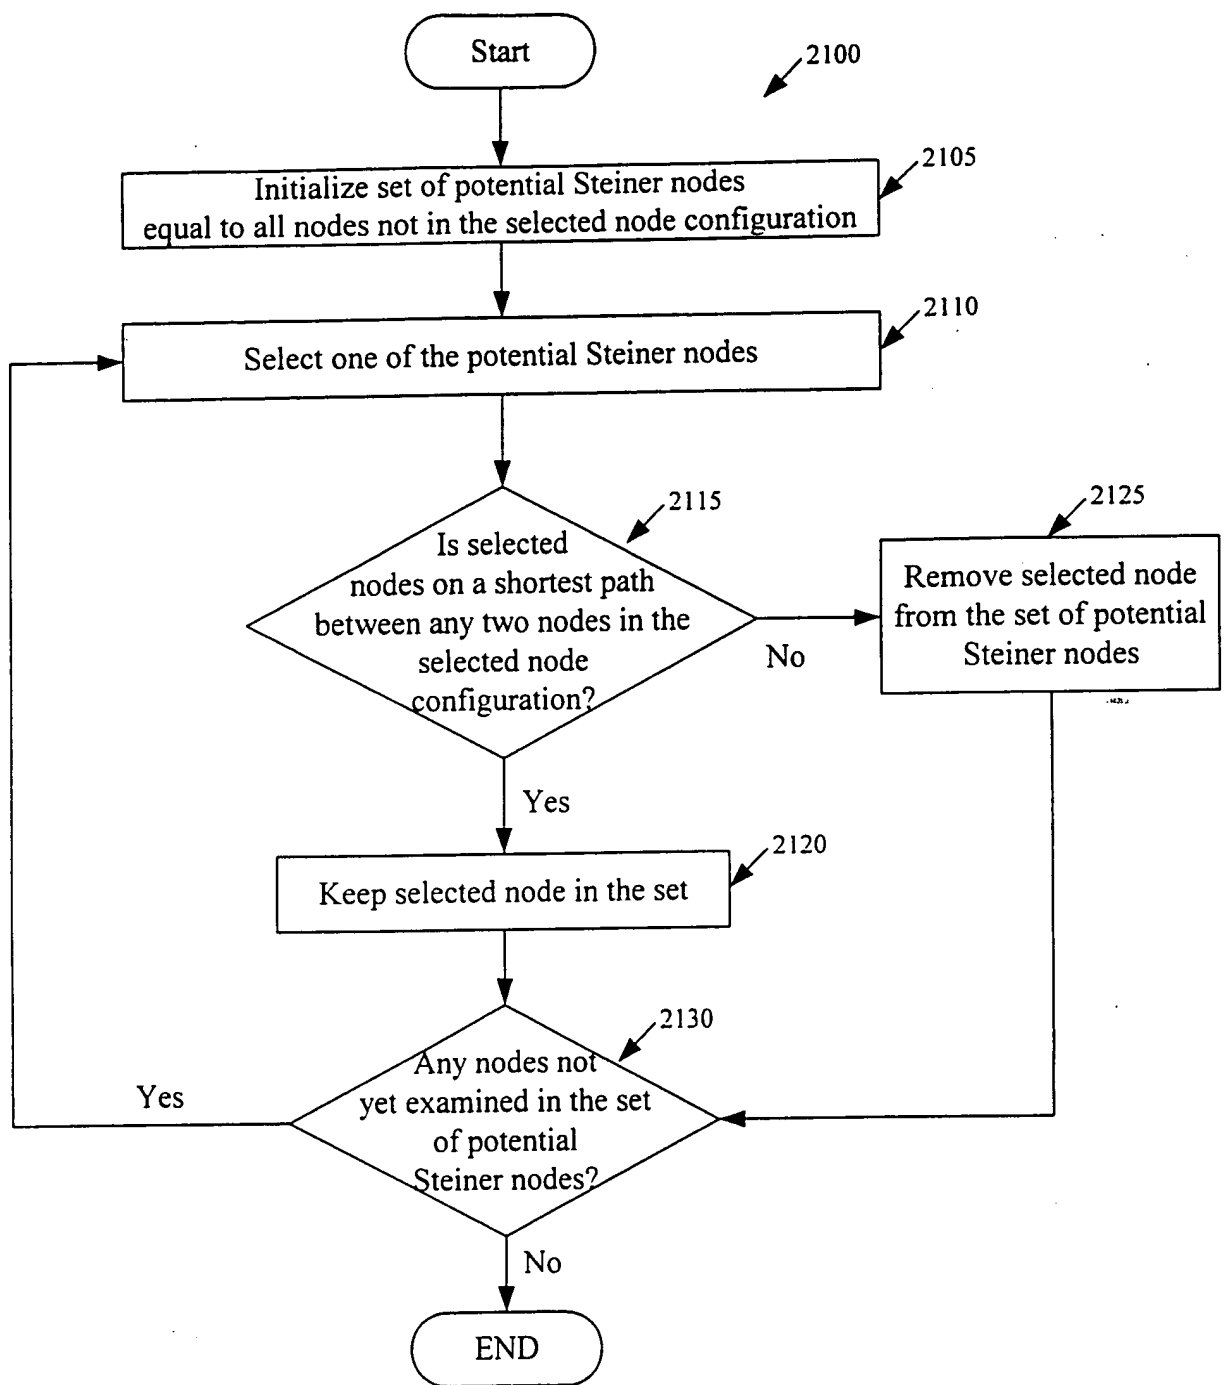 Start
2100
2105
Initialize set of potential Steiner nodes
equal to all nodes not in the selected node configuration
2110
Select one of the potential Steiner nodes
2115
Is selected
nodes on a shortest path
between any two nodes in the
selected node
configuration?
No
2125
Remove selected node
from the set of potential
Steiner nodes
Yes
2120
Keep selected node in the set
2130
Any nodes not
yet examined in the set
of potential
Steiner nodes?
Yes
No
END